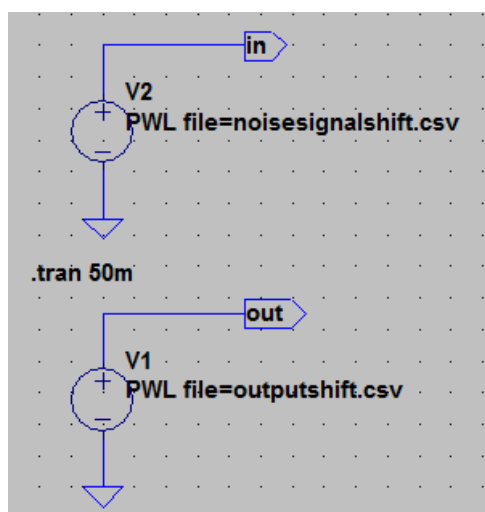 in
V2
PWL file=noisesignalshift.csv
.tran 50m
out
V1
PWL file=outputshift.csv